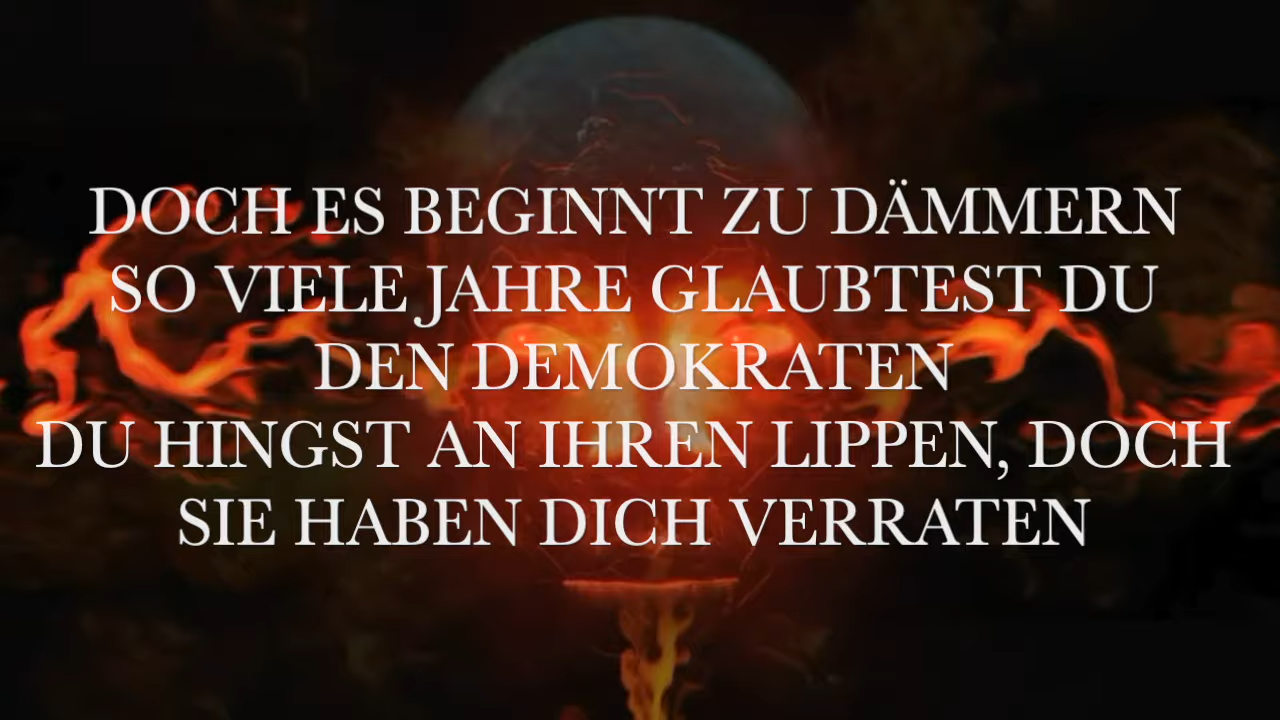 DOCH ES BEGINNT ZU DÄMMERN
SO VIELE JAHRE GLAUBTEST DU
DEN DEMOKRATEN
DU HINGST AN IHREN LIPPEN, DOCH
SIE HABEN DICH VERRATEN